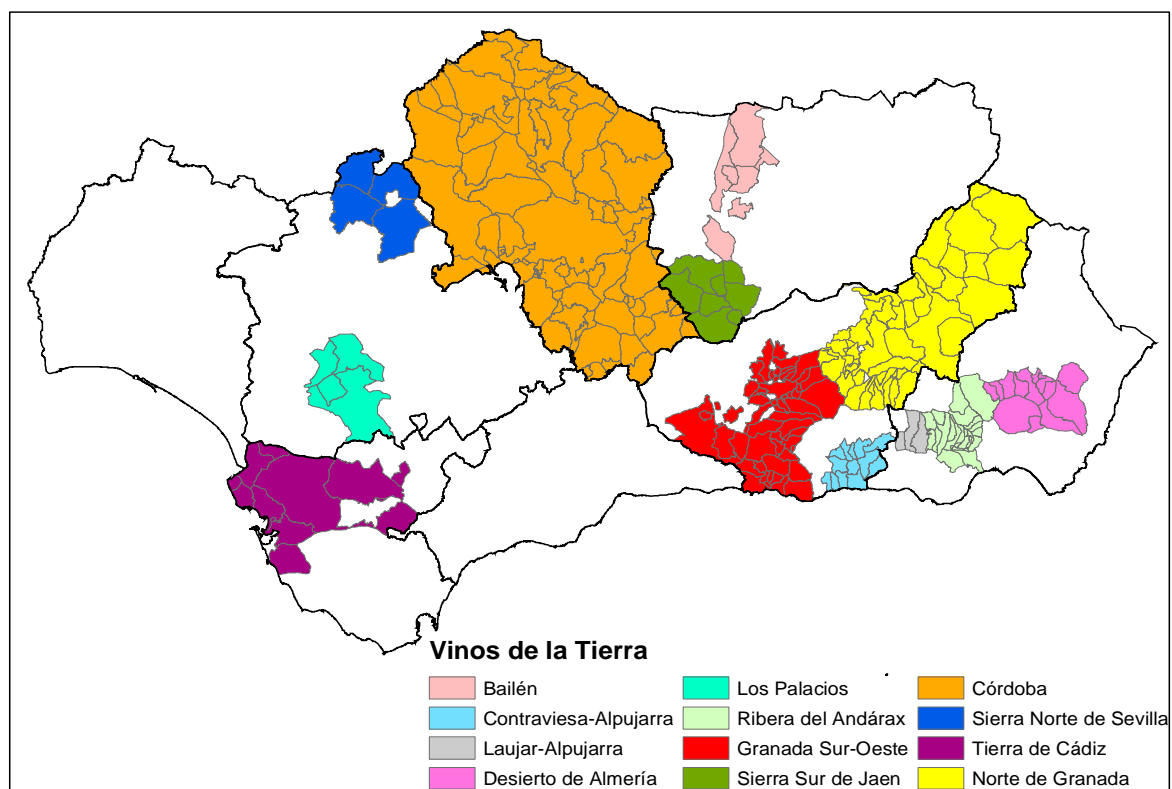 Vinos de la Tierra
Bailén
Los Palacios
Córdoba
Contraviesa-Alpujarra
Ribera del Andárax
Sierra Norte de Sevilla
Laujar-Alpujarra
Granada Sur-Oeste
Tierra de Cádiz
Desierto de Almería
Sierra Sur de Jaen
Norte de Granada